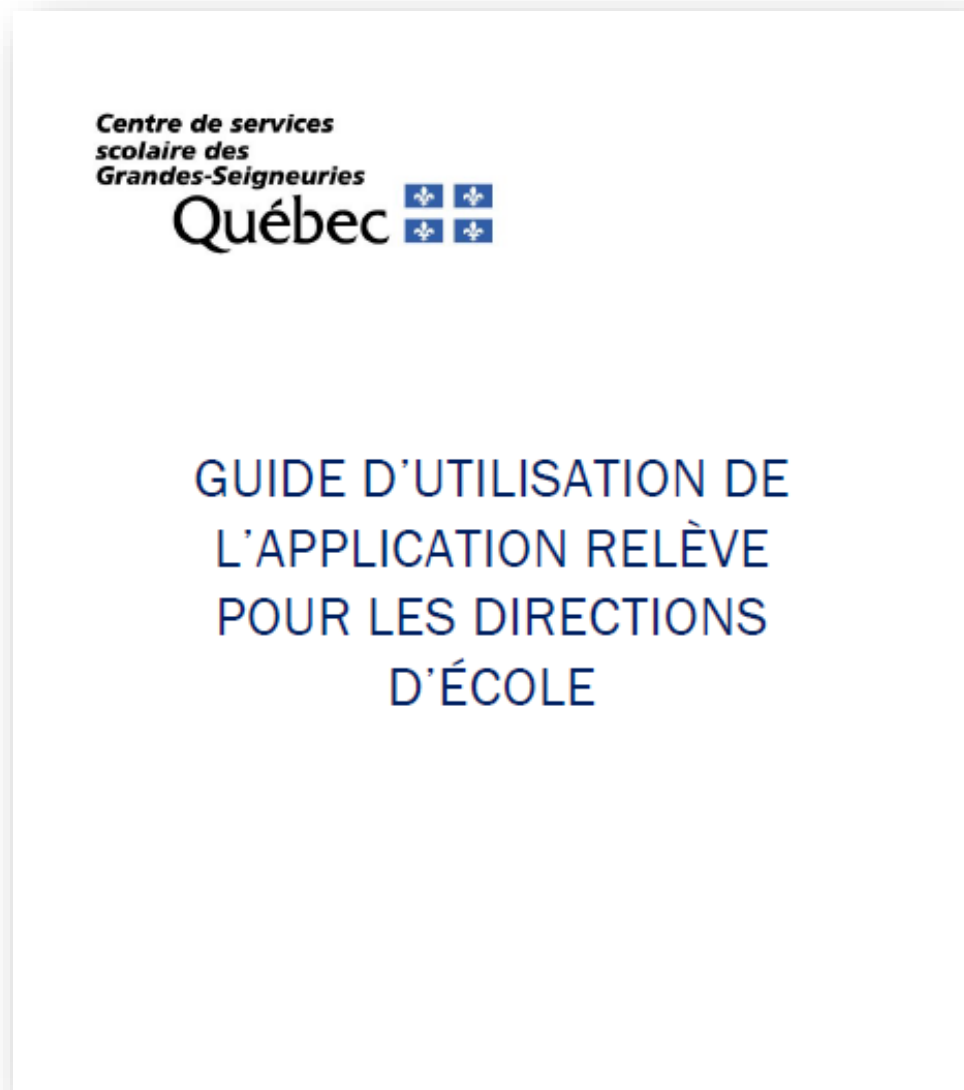 Centre de services
scolaire des
Grandes-Seigneuries
Québec
GUIDE D'UTILISATION DE
L'APPLICATION RELÈVE
POUR LES DIRECTIONS
D'ÉCOLE